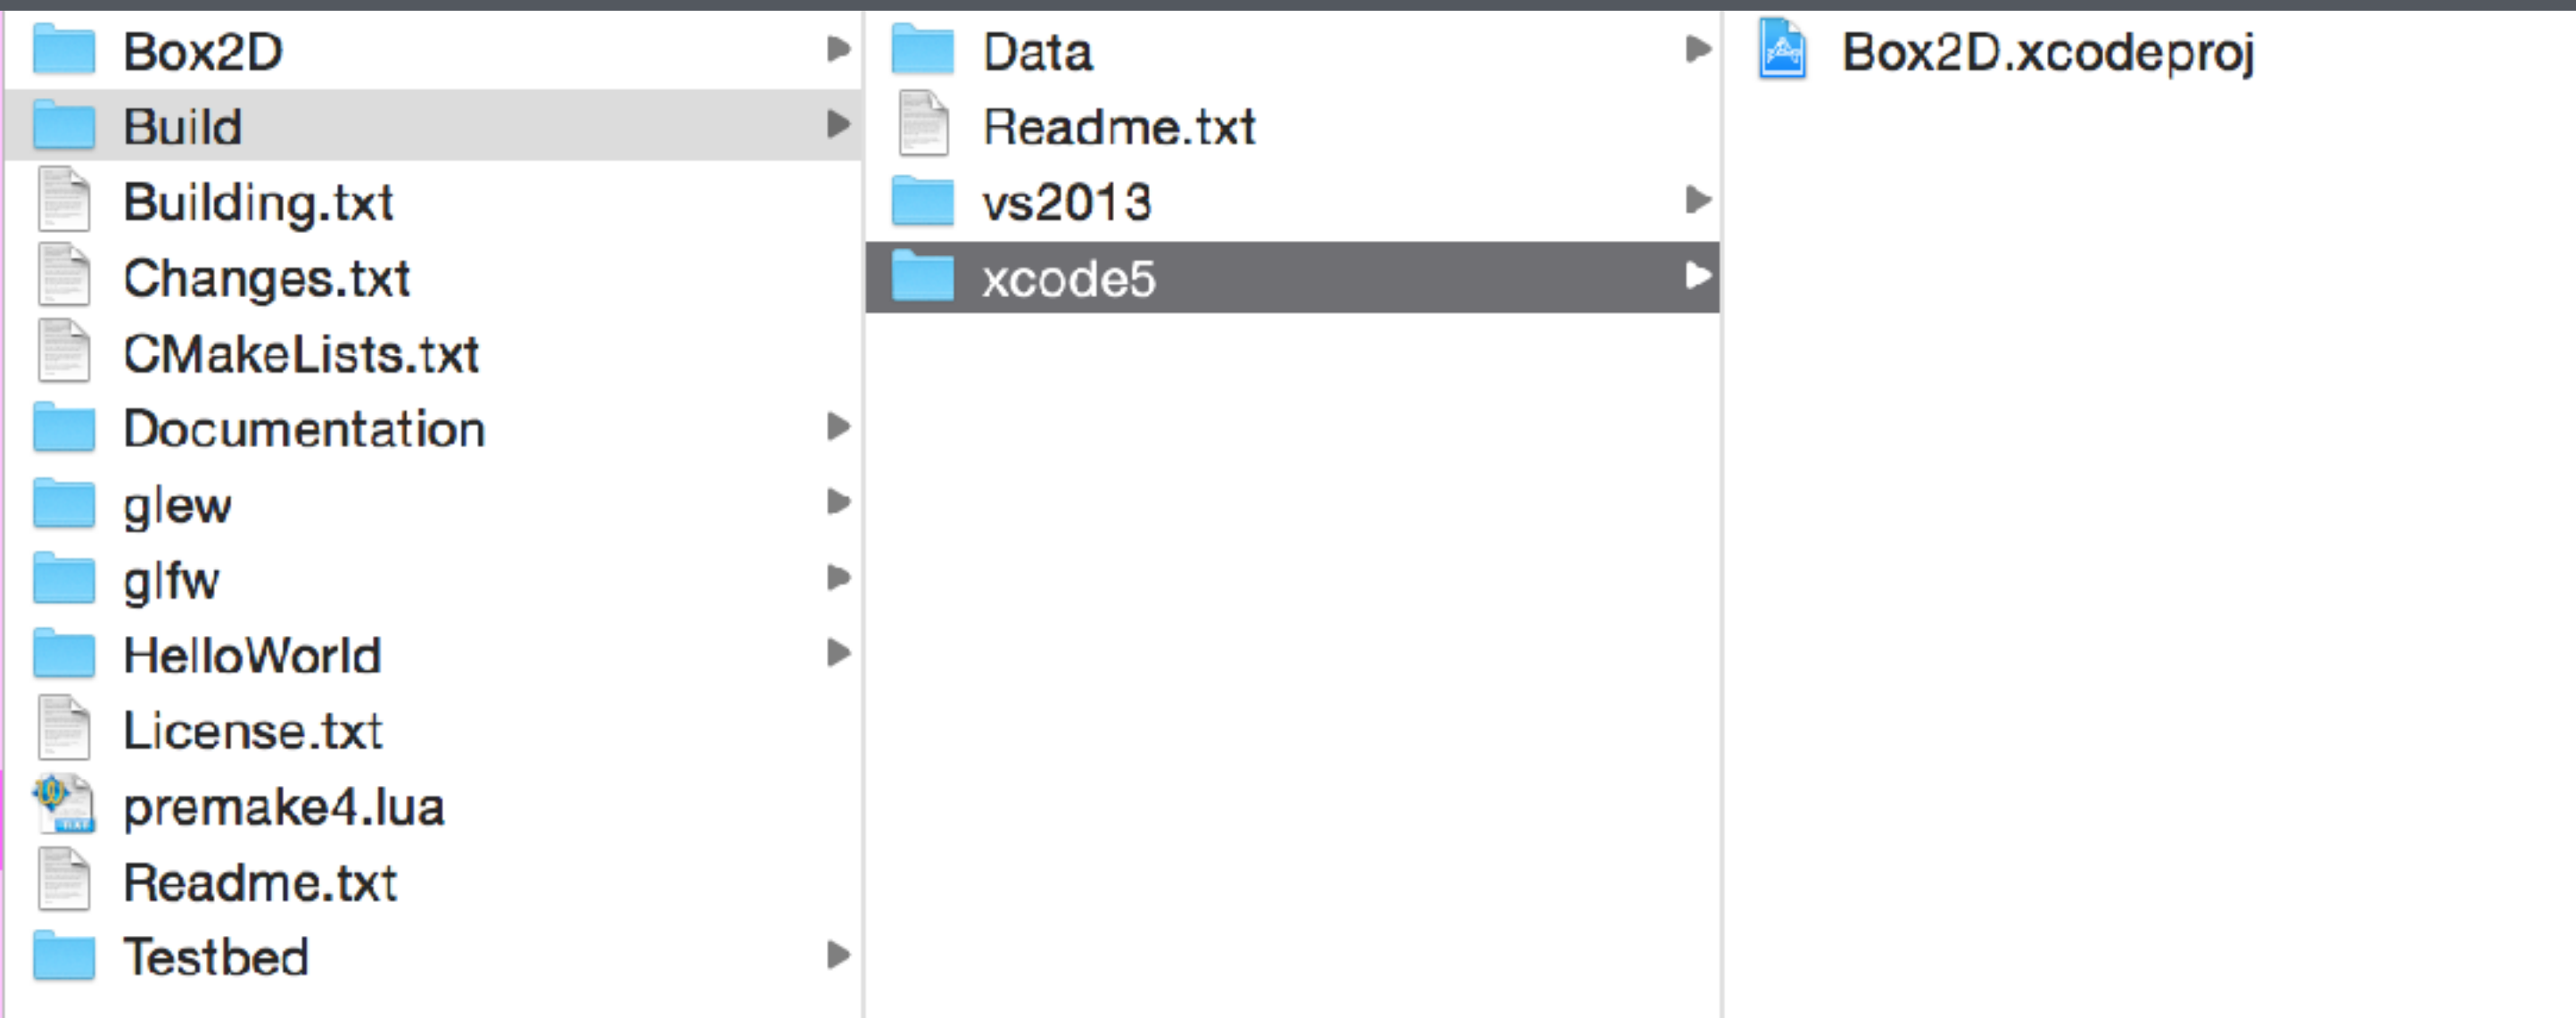 Box2D
Build
Building.txt
Changes.txt
CMakeLists.txt
Documentation
glew
glfw
HelloWorld
License.txt
premake4.lua
Readme.txt
Testbed
Data
Readme.txt
vs2013
xcode5
Box2D.xcodeproj